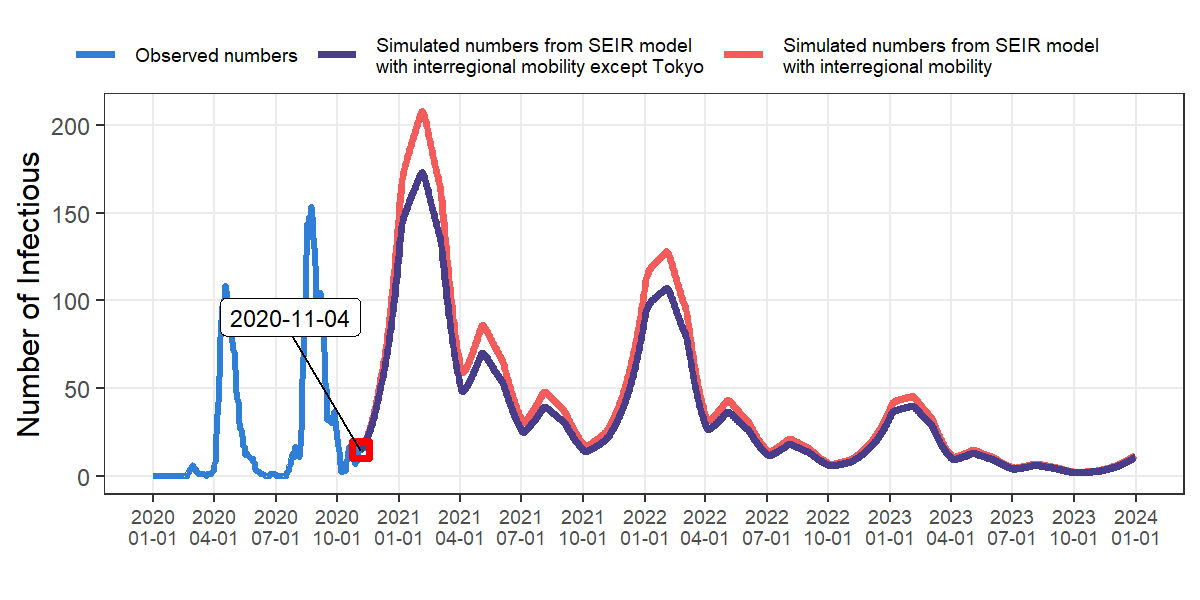 Observed numbers
Simulated numbers from SEIR model
with interregional mobility except Tokyo
Simulated numbers from SEIR model
with interregional mobility
Number of Infectious
200
150
100
50
0
2020-11-04
2020 2020 2020 2020 2021 2021 2021 2021 2022 2022 2022 2022 2023 2023 2023 2023 2024
01-01 04-01 07-01 10-01 01-01 04-01 07-01 10-01 01-01 04-01 07-01 10-01 01-01 04-01 07-01 10-01 01-01